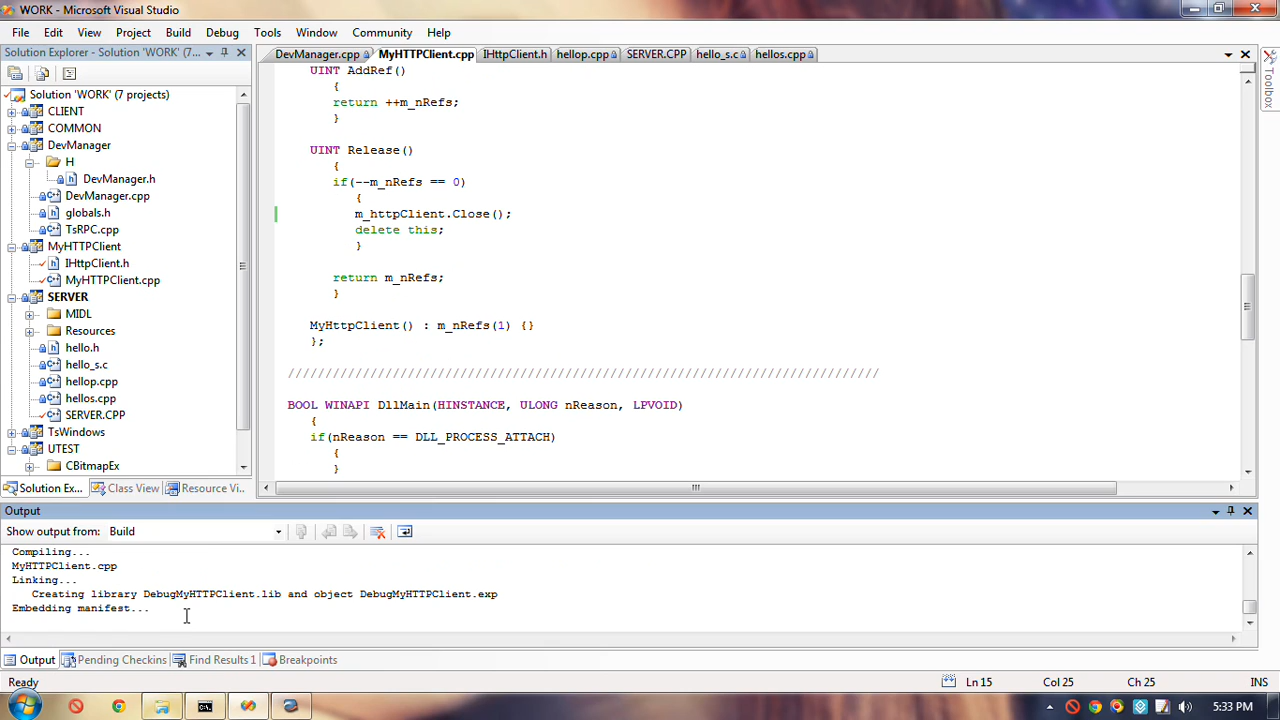 WORK - Microsoft Visual Studio
File Edit View Project Build Debug Tools Window Community Help
Solution Explorer - Solution 'WORK' (7...
DevManager.cpp MyHTTPClient.cpp IHttpClient.h hellop.cpp SERVER.CPP hello_s.c hellos.cpp
Toolbox
Solution 'WORK' (7 projects)
CLIENT
COMMON
DevManager
H
DevManager.h
DevManager.cpp
globals.h
TsRPC.cpp
MyHTTPClient
IHttpClient.h
MyHTTPClient.cpp
SERVER
MIDL
Resources
hello.h
hello_s.c
hellop.cpp
hellos.cpp
SERVER.CPP
TsWindows
UTEST
CBitmapEx
Solution Ex... Class View Resource Vi...
UINT AddRef()
{
return ++m_nRefs;
}
UINT Release()
{
if(--m_nRefs == 0)
{
m_httpClient.Close();
delete this;
}
return m_nRefs;
}
MyHttpClient() : m_nRefs(1) {}
};
///////////////////////////////////////////////////////////////////////////////
BOOL WINAPI DllMain(HINSTANCE, ULONG nReason, LPVOID)
{
if(nReason == DLL_PROCESS_ATTACH)
{
}
Output
Show output from: Build
Compiling...
MyHTTPClient.cpp
Linking...
Creating library DebugMyHTTPClient.lib and object DebugMyHTTPClient.exp
Embedding manifest...
Output Pending Checkins Find Results 1 Breakpoints
Ready Ln 15 Col 25 Ch 25 INS
5:33 PM